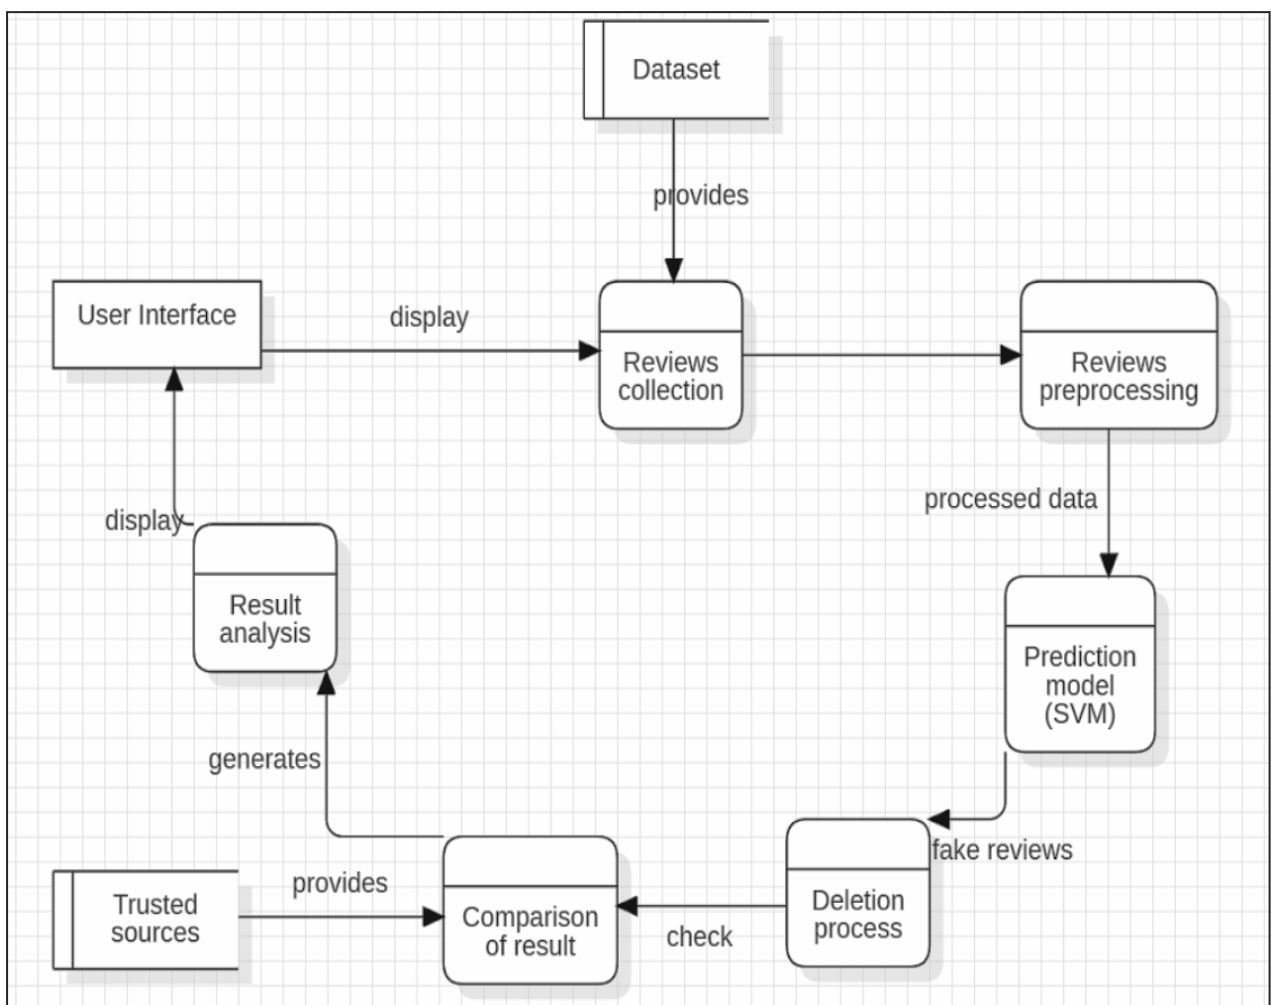 Dataset
provides
User Interface
display
Reviews
collection
Reviews
preprocessing
processed data
display
Result
analysis
Prediction
model
(SVM)
generates
fake reviews
Trusted
sources
provides
Comparison
of result
check
Deletion
process